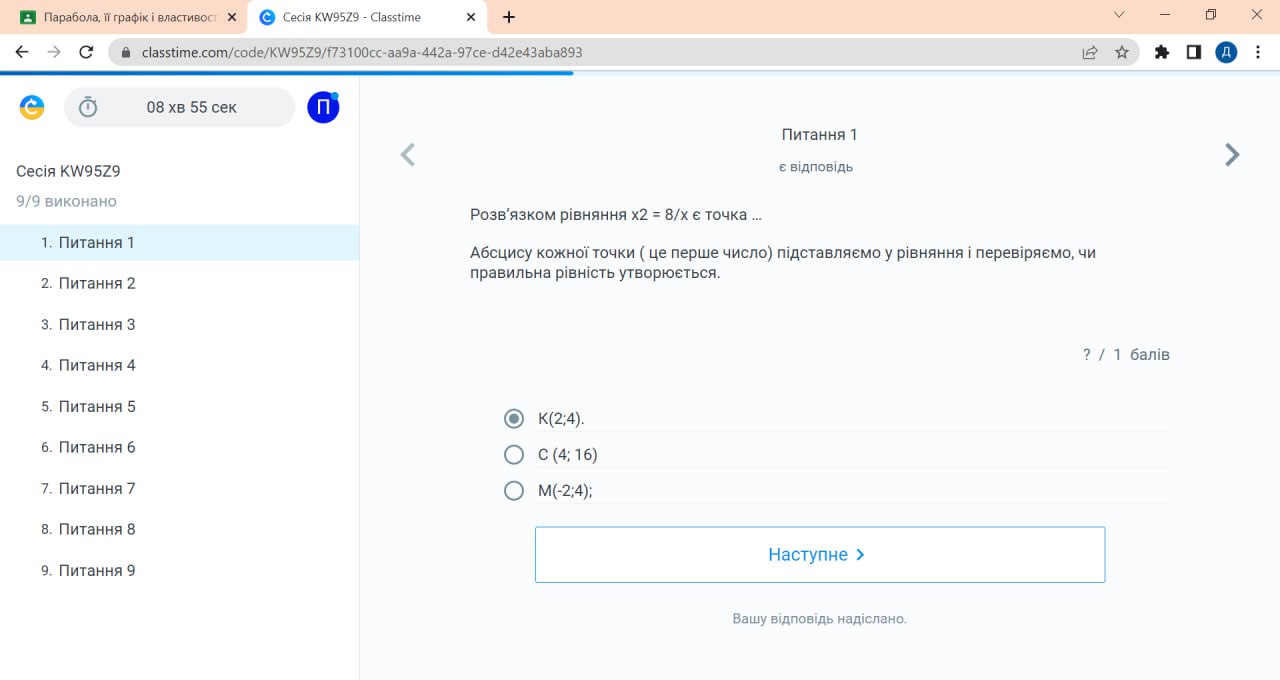 Парабола, її графік і властивост
Сесія KW95Z9 - Classtime
classtime.com/code/KW95Z9/f73100cc-aa9a-442a-97ce-d42e43aba893
Д
08 хв 55 сек
П
Сесія KW95Z9
9/9 виконано
1. Питання 1
2. Питання 2
3. Питання 3
4. Питання 4
5. Питання 5
6. Питання 6
7. Питання 7
8. Питання 8
9. Питання 9
Питання 1
є відповідь
Розв'язком рівняння х2 = 8/х є точка ...
Абсцису кожної точки ( це перше число) підставляємо у рівняння і перевіряємо, чи
правильна рівність утворюється.
? / 1 балів
К(2;4).
С (4; 16)
М(-2;4);
Наступне
Вашу відповідь надіслано.